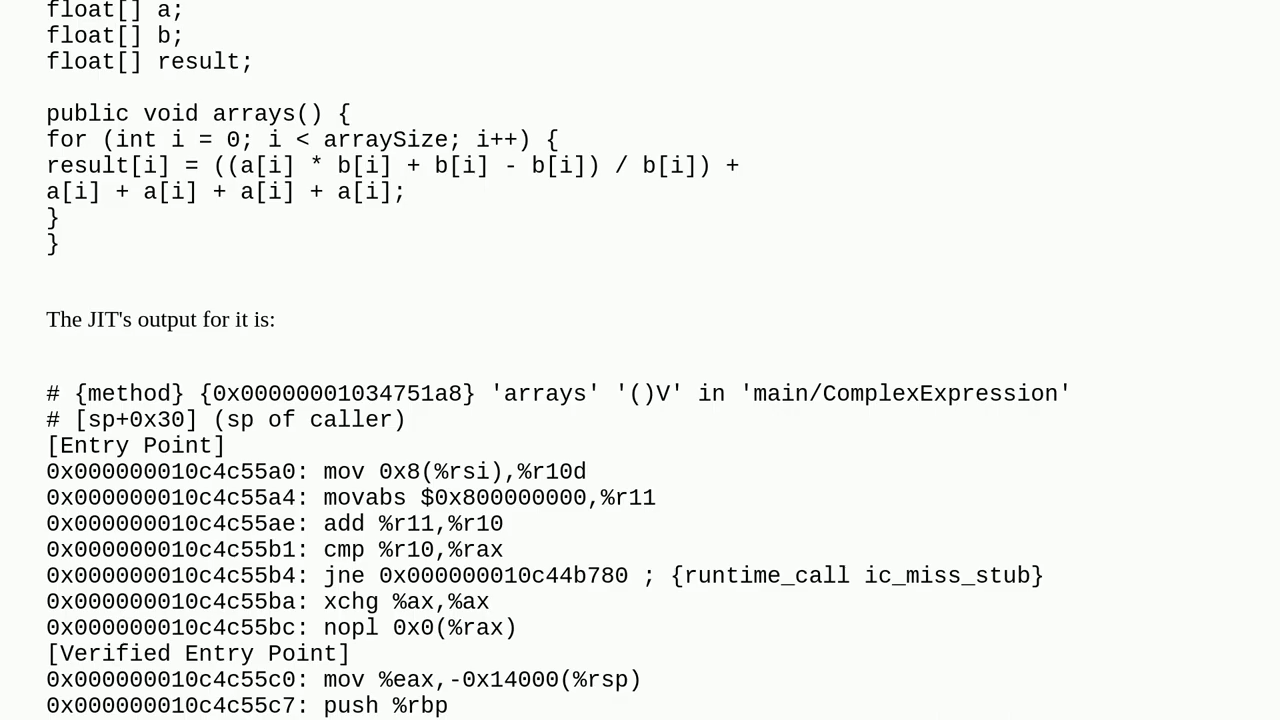 float[] a;
float[] b;
float[] result;
public void arrays() {
for (int i = 0; i < arraySize; i++) {
result[i] = ((a[i] * b[i] + b[i] - b[i]) / b[i]) +
a[i] + a[i] + a[i] + a[i];
}
}
The JIT's output for it is:
# {method} {0x00000001034751a8} 'arrays' '()V' in 'main/ComplexExpression'
# [sp+0x30] (sp of caller)
[Entry Point]
0x000000010c4c55a0: mov 0x8(%rsi),%r10d
0x000000010c4c55a4: movabs $0x800000000,%r11
0x000000010c4c55ae: add %r11,%r10
0x000000010c4c55b1: cmp %r10,%rax
0x000000010c4c55b4: jne 0x000000010c44b780 ; {runtime_call ic_miss_stub}
0x000000010c4c55ba: xchg %ax,%ax
0x000000010c4c55bc: nopl 0x0(%rax)
[Verified Entry Point]
0x000000010c4c55c0: mov %eax,-0x14000(%rsp)
0x000000010c4c55c7: push %rbp